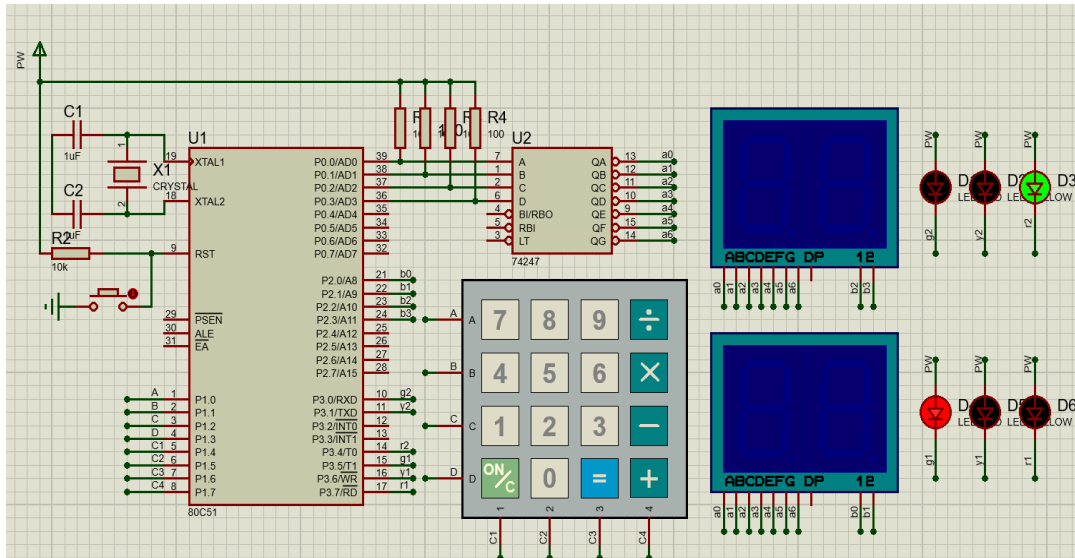 PW
C1
1uF
C2
1uF
1
2
X1
CRYSTAL
R2
10k
U1
19
XTAL1
18
XTAL2
9
RST
29
PSEN
30
ALE
31
EA
A 1 P1.0
B 2 P1.1
C 3 P1.2
D 4 P1.3
C1 5 P1.4
C2 6 P1.5
C3 7 P1.6
C4 8 P1.7
80C51
P0.0/AD0 39
P0.1/AD1 38
P0.2/AD2 37
P0.3/AD3 36
P0.4/AD4 35
P0.5/AD5 34
P0.6/AD6 33
P0.7/AD7 32
P2.0/A8 21 b0
P2.1/A9 22 b1
P2.2/A10 23 b2
P2.3/A11 24 b3
P2.4/A12 25
P2.5/A13 26
P2.6/A14 27
P2.7/A15 28
P3.0/RXD 10 g2
P3.1/TXD 11 y2
P3.2/INT0 12
P3.3/INT1 13
P3.4/T0 14 r2
P3.5/T1 15 g1
P3.6/WR 16 y1
P3.7/RD 17 r1
R4
100
U2
7 A QA 13 a0
1 B QB 12 a1
2 C QC 11 a2
6 D QD 10 a3
4 BI/RBO QE 9 a4
5 RBI QF 15 a5
3 LT QG 14 a6
74247
A A 7 8 9 ÷
B B 4 5 6 ×
C C 1 2 3 −
D D ON/C 0 = +
1 2 3 4
C1 C2 C3 C4
ABCDEFG DP 12
a0 a1 a2 a3 a4 a5 a6 b2 b3
PW PW PW
D3
g2 y2 r2
ABCDEFG DP 12
a0 a1 a2 a3 a4 a5 a6 b0 b1
PW PW PW
D6
g1 y1 r1